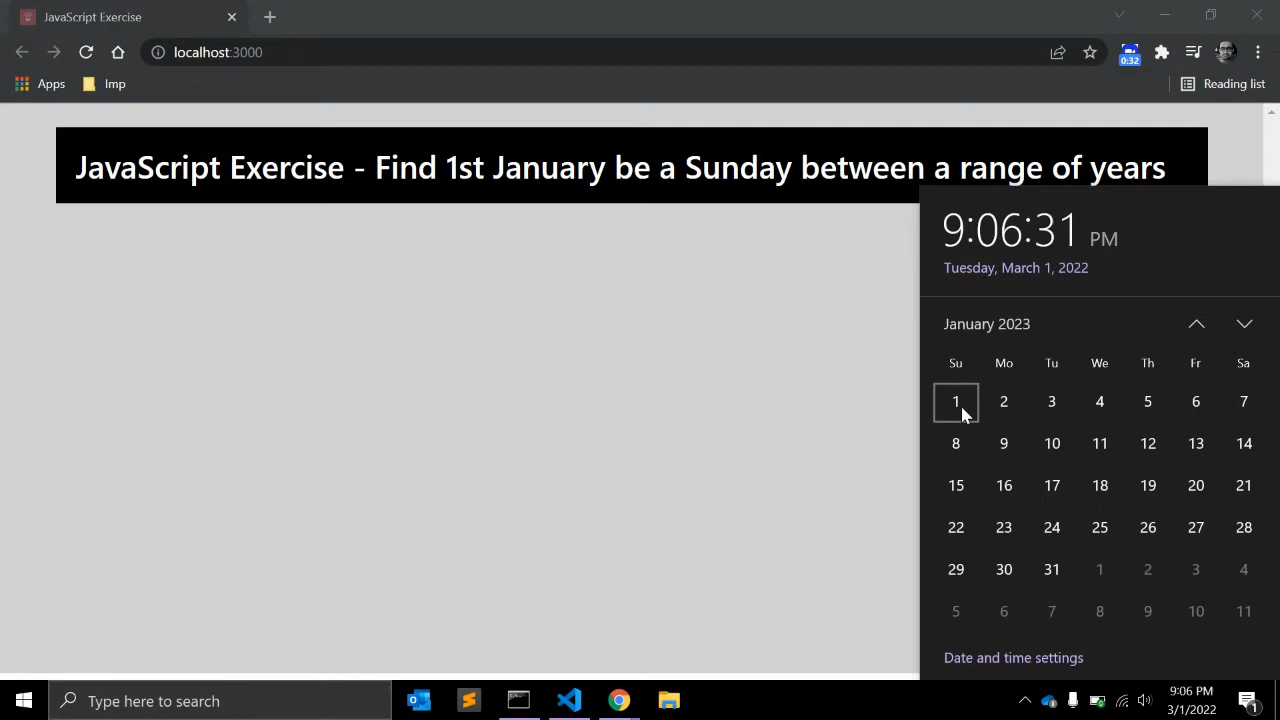 JavaScript Exercise
localhost:3000
0:32
Apps
Imp
Reading list
JavaScript Exercise - Find 1st January be a Sunday between a range of years
9:06:31 PM
Tuesday, March 1, 2022
January 2023
Su Mo Tu We Th Fr Sa
1 2 3 4 5 6 7
8 9 10 11 12 13 14
15 16 17 18 19 20 21
22 23 24 25 26 27 28
29 30 31 1 2 3 4
5 6 7 8 9 10 11
Date and time settings
Type here to search
9:06 PM
3/1/2022
1